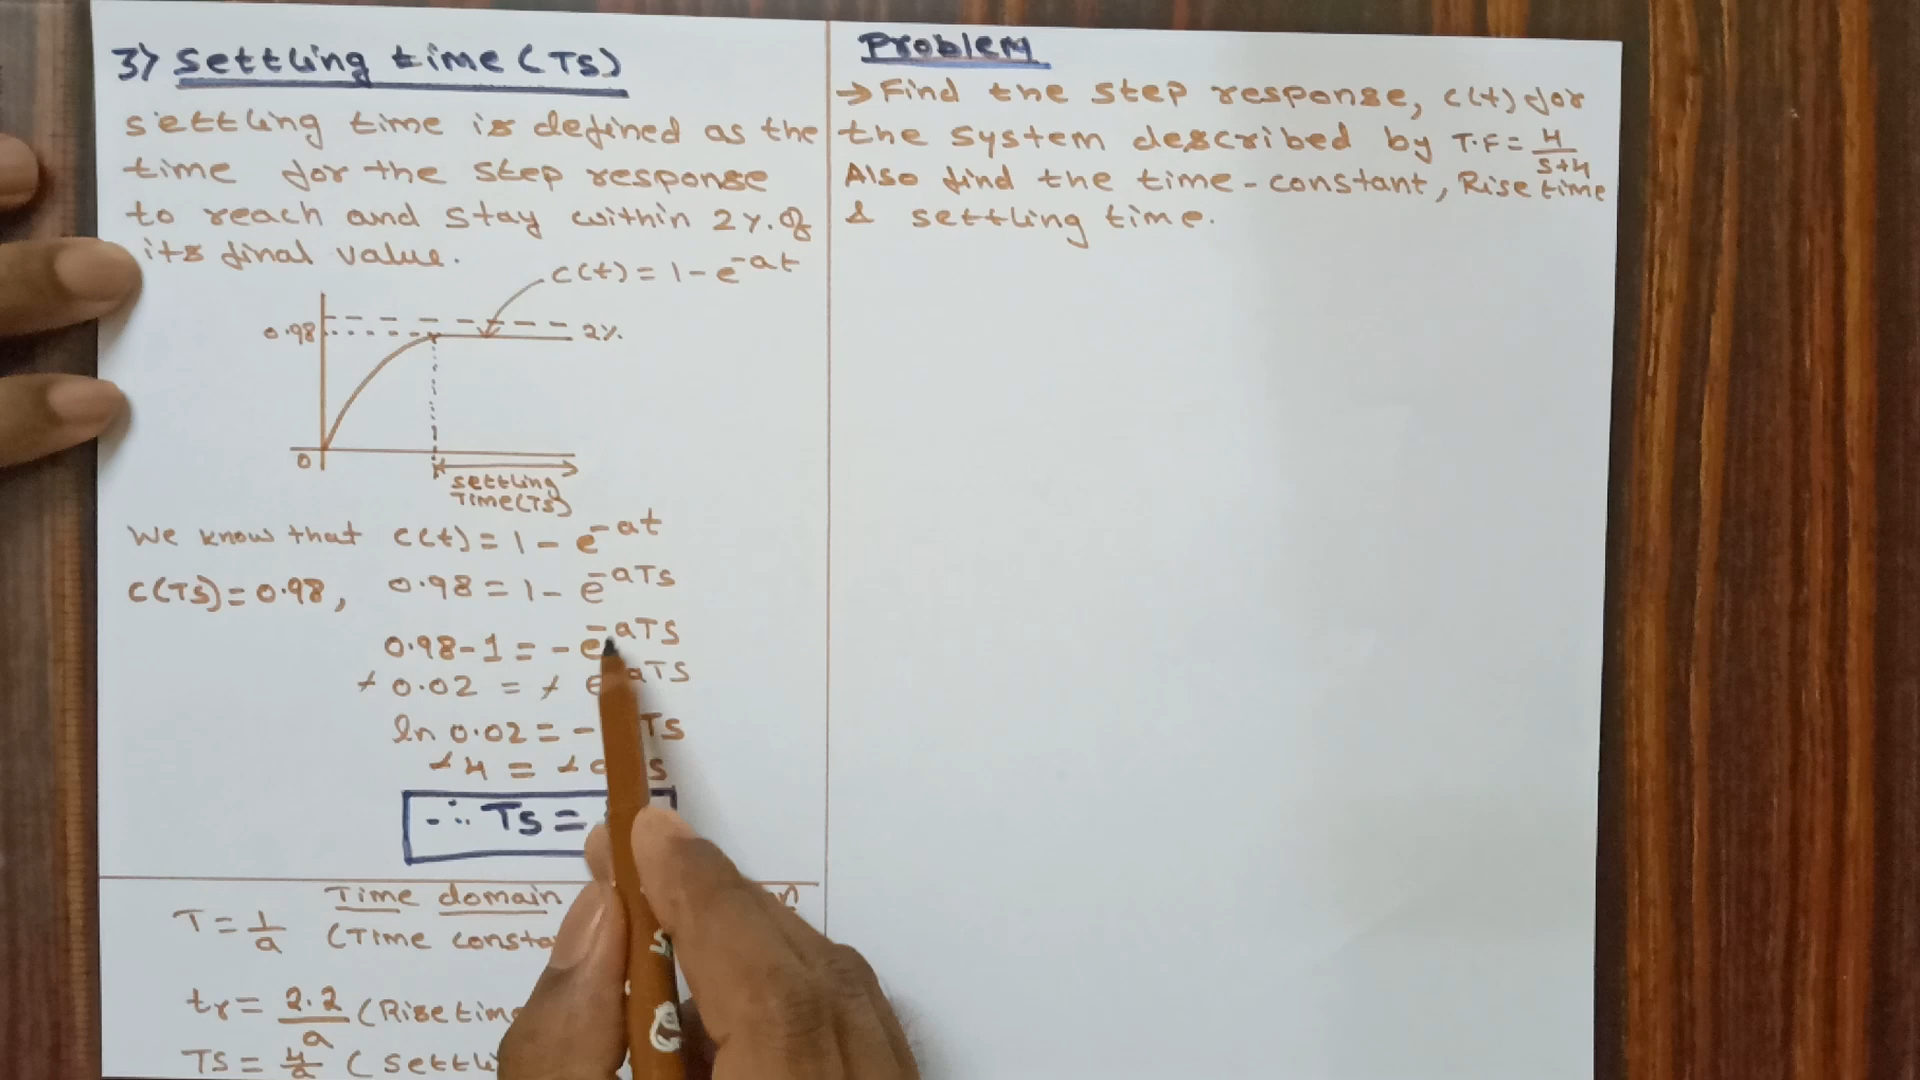 3) Settling time (Ts)
settling time is defined as the
time for the step response
to reach and stay within 2%. of
its final value.
c(t) = 1 - e^-at
0.98
2%
0
settling
Time(Ts)
We know that c(t) = 1 - e^-at
C(Ts) = 0.98, 0.98 = 1 - e^-aTs
0.98 - 1 = - e^-aTs
+ 0.02 = + e aTs
ln 0.02 = - Ts
4 = s
∴ Ts =
Time domain
T = 1/a (Time
tr = 2.2/a (Rise time
Ts = 4/a (
Problem
→ Find the step response, c(t) for
the system described by T.F = 4/(s+4)
Also find the time-constant, Rise time
& settling time.